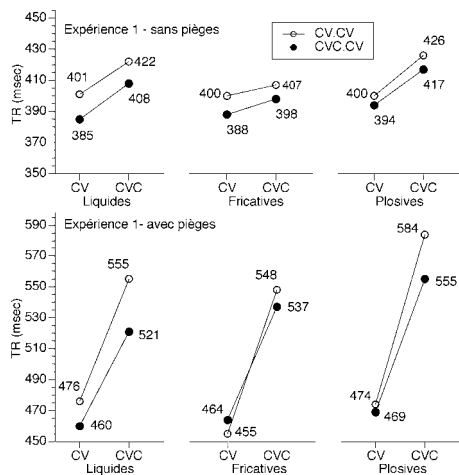 Expérience 1 - sans pièges
CV.CV
CVC.CV
TR (msec)
450
430
410
390
370
350
401
422
385
408
400
407
388
398
400
426
394
417
CV CVC
Liquides
CV CVC
Fricatives
CV CVC
Plosives
Expérience 1- avec pièges
TR (msec)
590
570
550
530
510
490
470
450
476
555
460
521
464
548
455
537
474
584
469
555
CV CVC
Liquides
CV CVC
Fricatives
CV CVC
Plosives